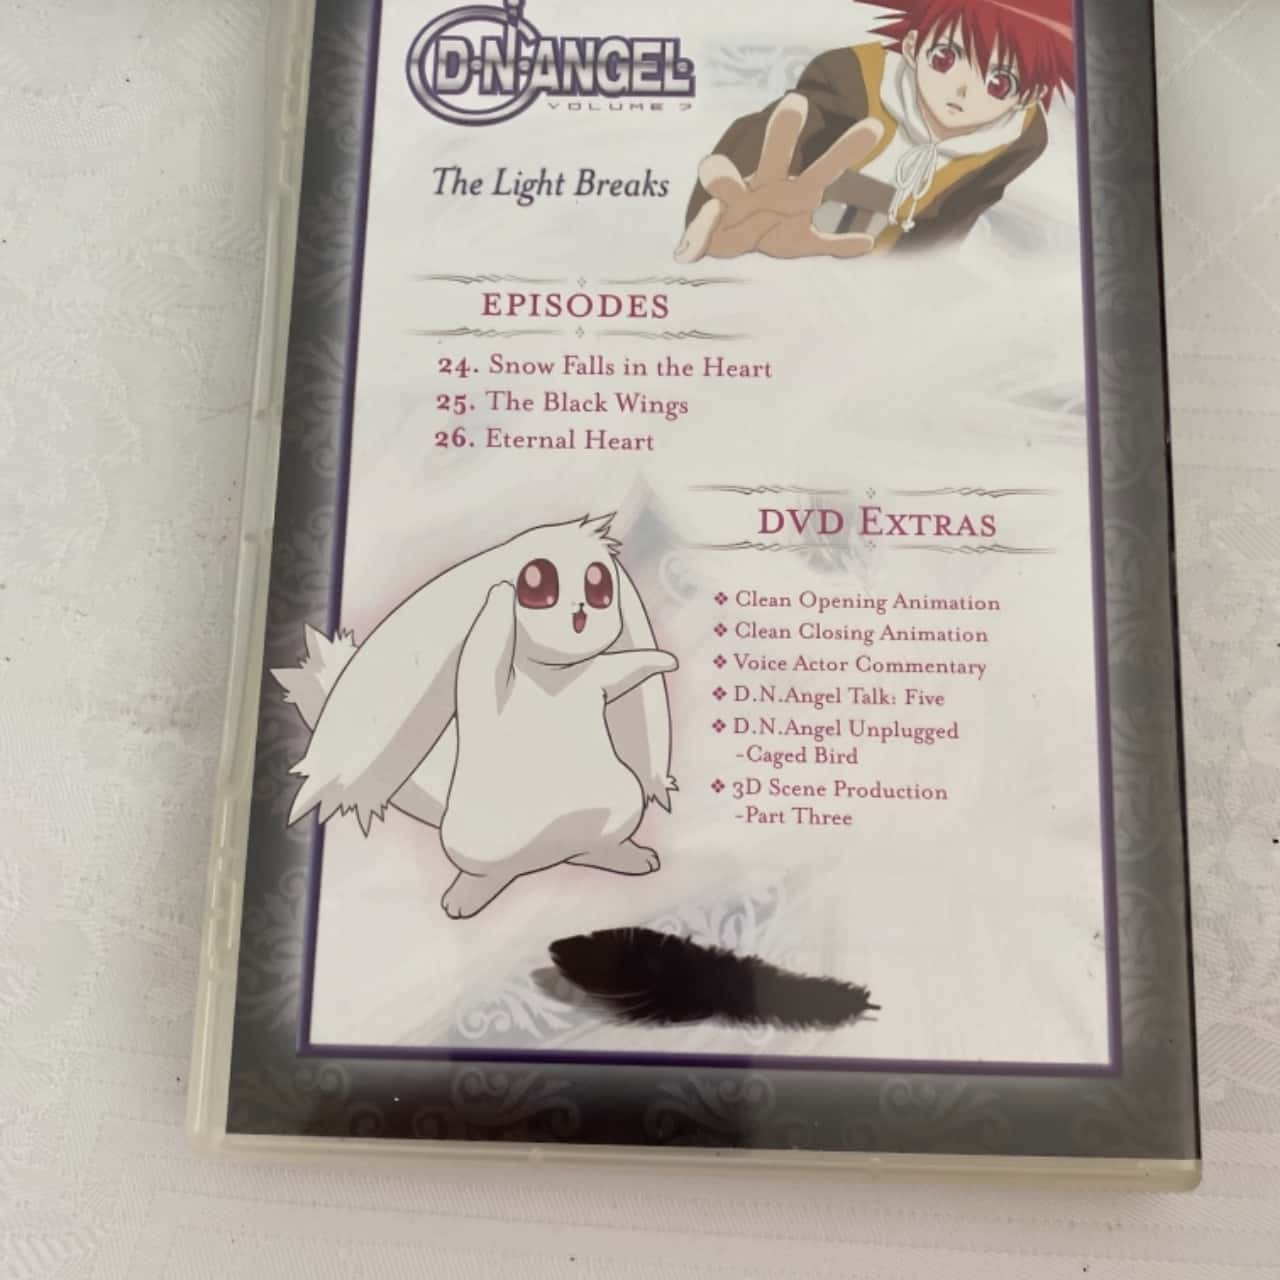 D·N·ANGEL
VOLUME 7
The Light Breaks
EPISODES
24. Snow Falls in the Heart
25. The Black Wings
26. Eternal Heart
DVD EXTRAS
❖ Clean Opening Animation
❖ Clean Closing Animation
❖ Voice Actor Commentary
❖ D.N.Angel Talk: Five
❖ D.N.Angel Unplugged
-Caged Bird
❖ 3D Scene Production
-Part Three